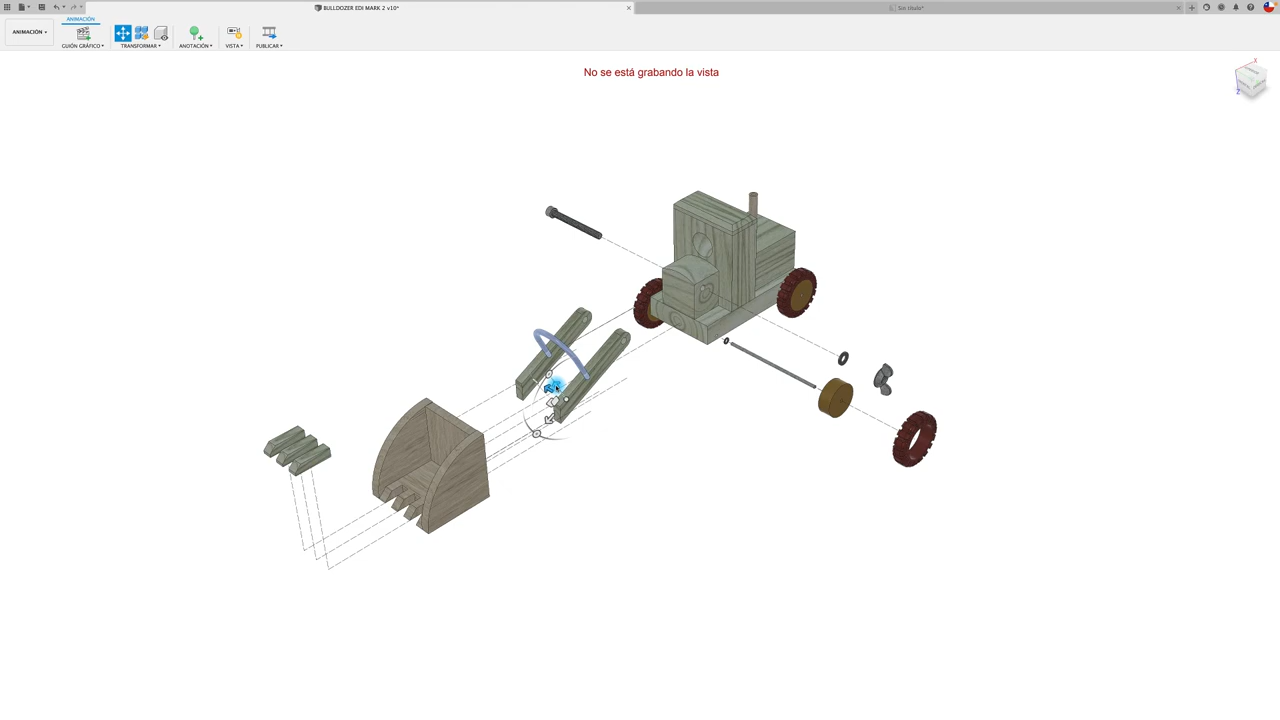 BULLDOZER EDI MARK 2 v10*
Sin título*
ANIMACIÓN
ANIMACIÓN
GUIÓN GRÁFICO
TRANSFORMAR
ANOTACIÓN
VISTA
PUBLICAR
No se está grabando la vista
X
Z